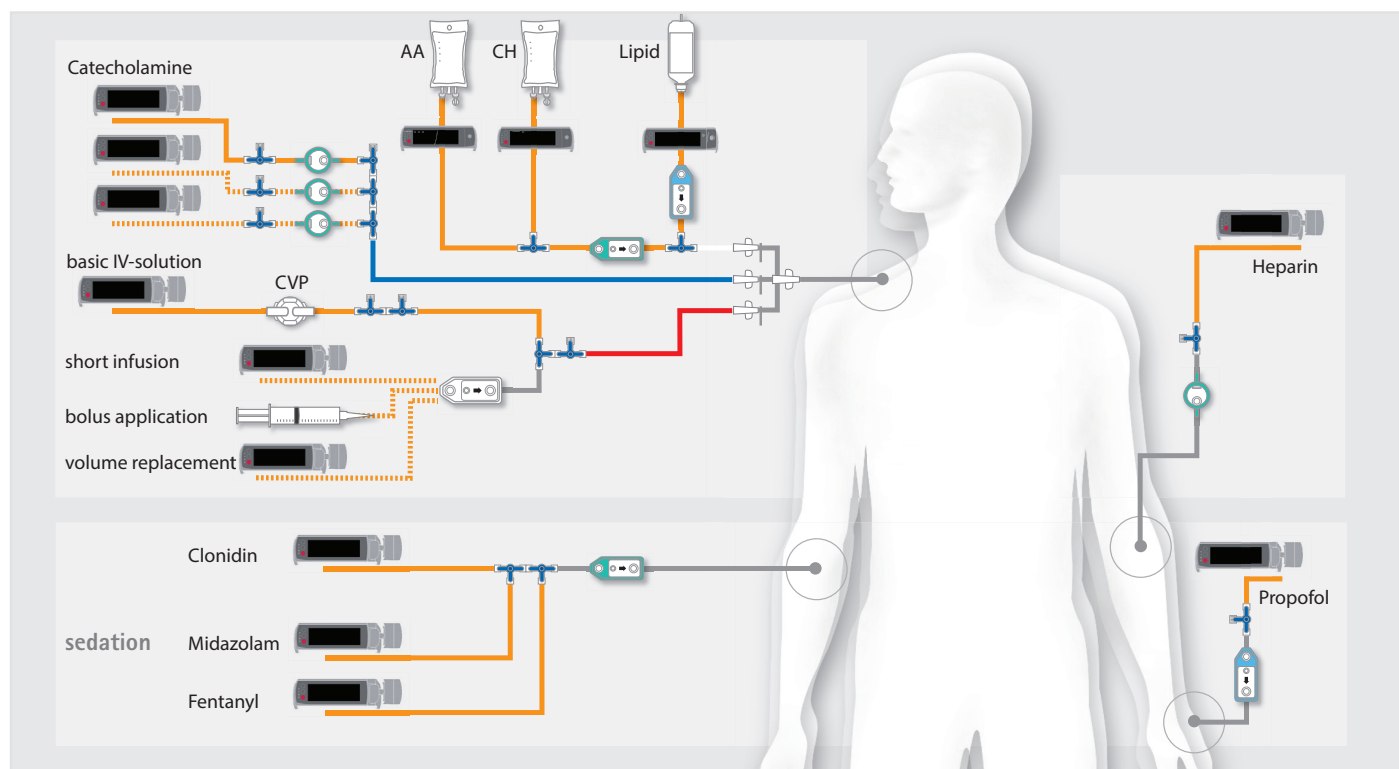 AA
CH
Lipid
Catecholamine
basic IV-solution
CVP
Heparin
short infusion
bolus application
volume replacement
Clonidin
Propofol
sedation
Midazolam
Fentanyl